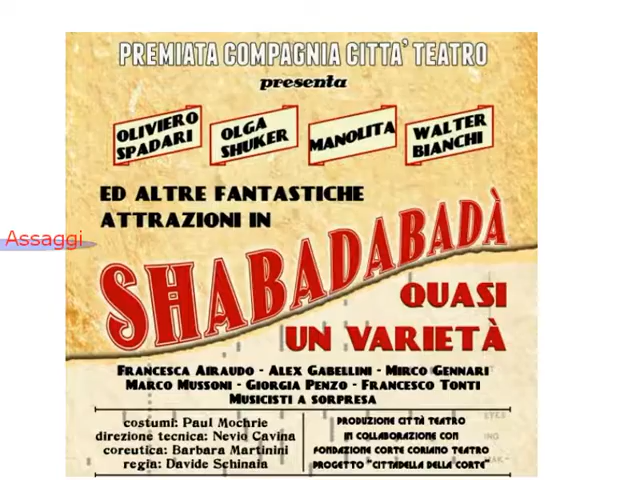 PREMIATA COMPAGNIA CITTA' TEATRO
presenta
OLIVIERO
SPADARI
OLGA
SHUKER
MANOLITA
WALTER
BIANCHI
ED ALTRE FANTASTICHE
ATTRAZIONI IN
Assaggi
SHABADABADÀ
QUASI
UN VARIETÀ
FRANCESCA AIRAUDO - ALEX GABELLINI - MIRCO GENNARI
MARCO MUSSONI - GIORGIA PENZO - FRANCESCO TONTI
MUSICISTI A SORPRESA
costumi: Paul Mochrie
direzione tecnica: Nevio Cavina
coreutica: Barbara Martinini
regia: Davide Schinaia
PRODUZIONE CITTÀ TEATRO
IN COLLABORAZIONE CON
FONDAZIONE CORTE CORIANO TEATRO
PROGETTO "CITTADELLA DELLA CORTE"